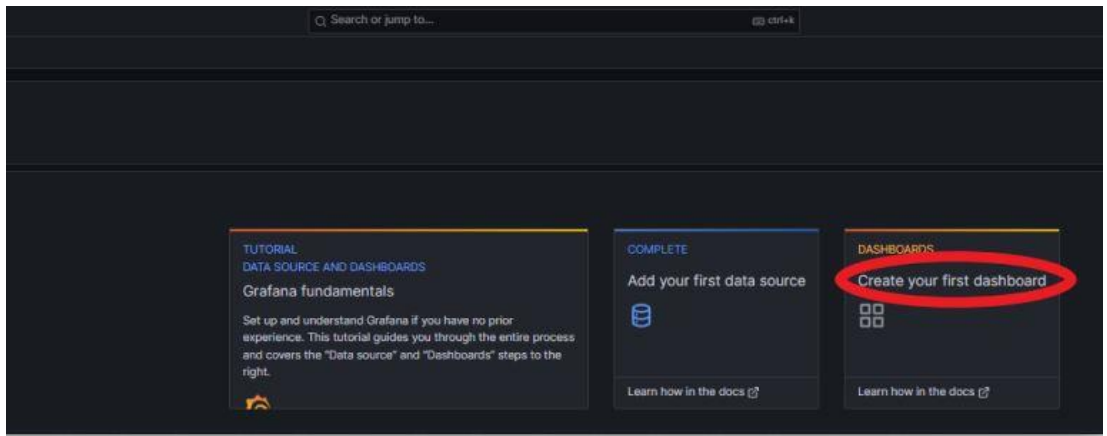 Search or jump to...
ctrl+k
TUTORIAL
DATA SOURCE AND DASHBOARDS
Grafana fundamentals
Set up and understand Grafana if you have no prior
experience. This tutorial guides you through the entire process
and covers the "Data source" and "Dashboards" steps to the
right.
COMPLETE
Add your first data source
Learn how in the docs
DASHBOARDS
Create your first dashboard
Learn how in the docs